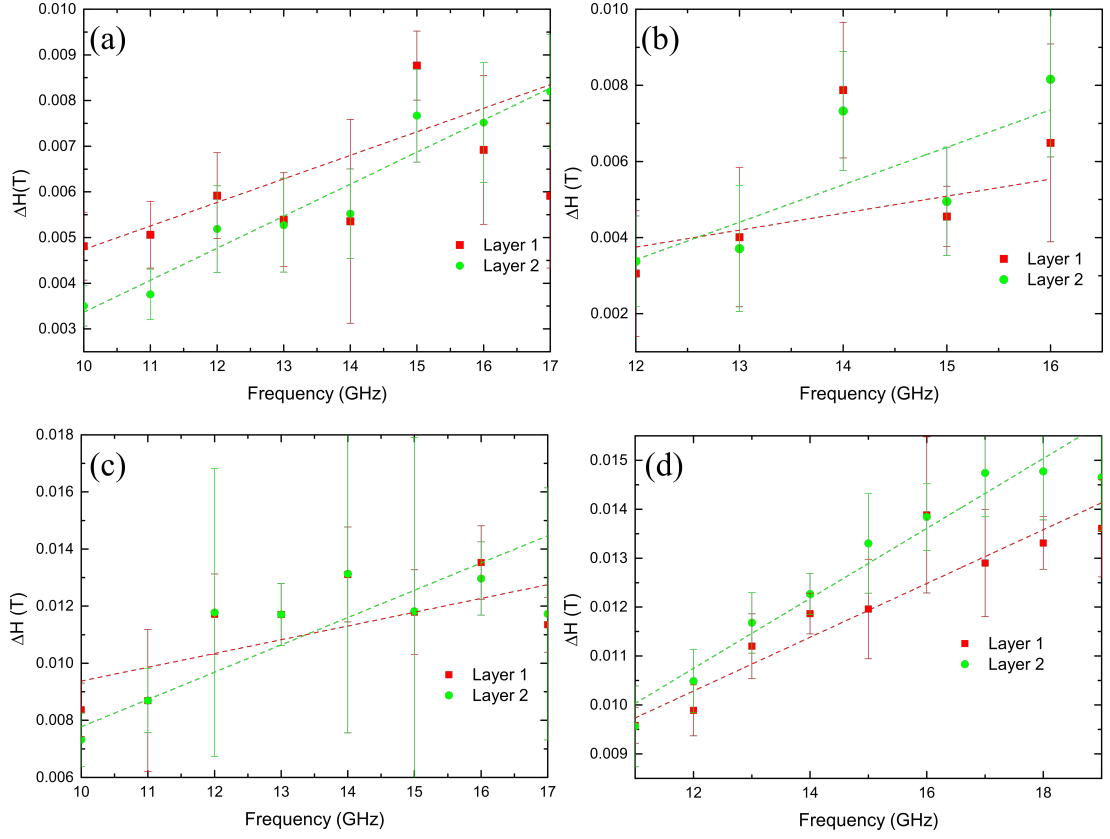 (a)
0.010
0.009
0.008
0.007
0.006
0.005
0.004
0.003
ΔH(T)
Layer 1
Layer 2
10 11 12 13 14 15 16 17
Frequency (GHz)
(b)
0.010
0.008
0.006
0.004
0.002
ΔH (T)
Layer 1
Layer 2
12 13 14 15 16
Frequency (GHz)
(c)
0.018
0.016
0.014
0.012
0.010
0.008
0.006
ΔH (T)
Layer 1
Layer 2
10 11 12 13 14 15 16 17
Frequency (GHz)
(d)
0.015
0.014
0.013
0.012
0.011
0.010
0.009
ΔH (T)
Layer 1
Layer 2
12 14 16 18
Frequency (GHz)